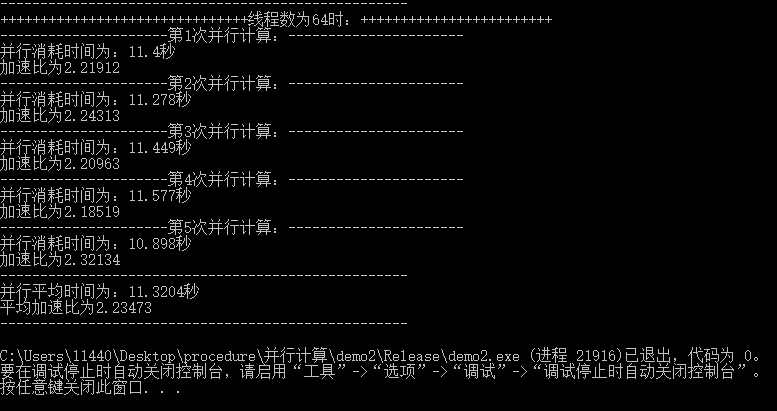 --------------------------------------------------
++++++++++++++++++++++++++++++线程数为64时：++++++++++++++++++++++++
---------------------第1次并行计算：----------------------
并行消耗时间为：11.4秒
加速比为2.21912
---------------------第2次并行计算：----------------------
并行消耗时间为：11.278秒
加速比为2.24313
---------------------第3次并行计算：----------------------
并行消耗时间为：11.449秒
加速比为2.20963
---------------------第4次并行计算：----------------------
并行消耗时间为：11.577秒
加速比为2.18519
---------------------第5次并行计算：----------------------
并行消耗时间为：10.898秒
加速比为2.32134
--------------------------------------------------
并行平均时间为：11.3204秒
平均加速比为2.23473
--------------------------------------------------
C:\Users\11440\Desktop\procedure\并行计算\demo2\Release\demo2.exe (进程 21916)已退出，代码为 0。
要在调试停止时自动关闭控制台，请启用“工具”->“选项”->“调试”->“调试停止时自动关闭控制台”。
按任意键关闭此窗口. . .